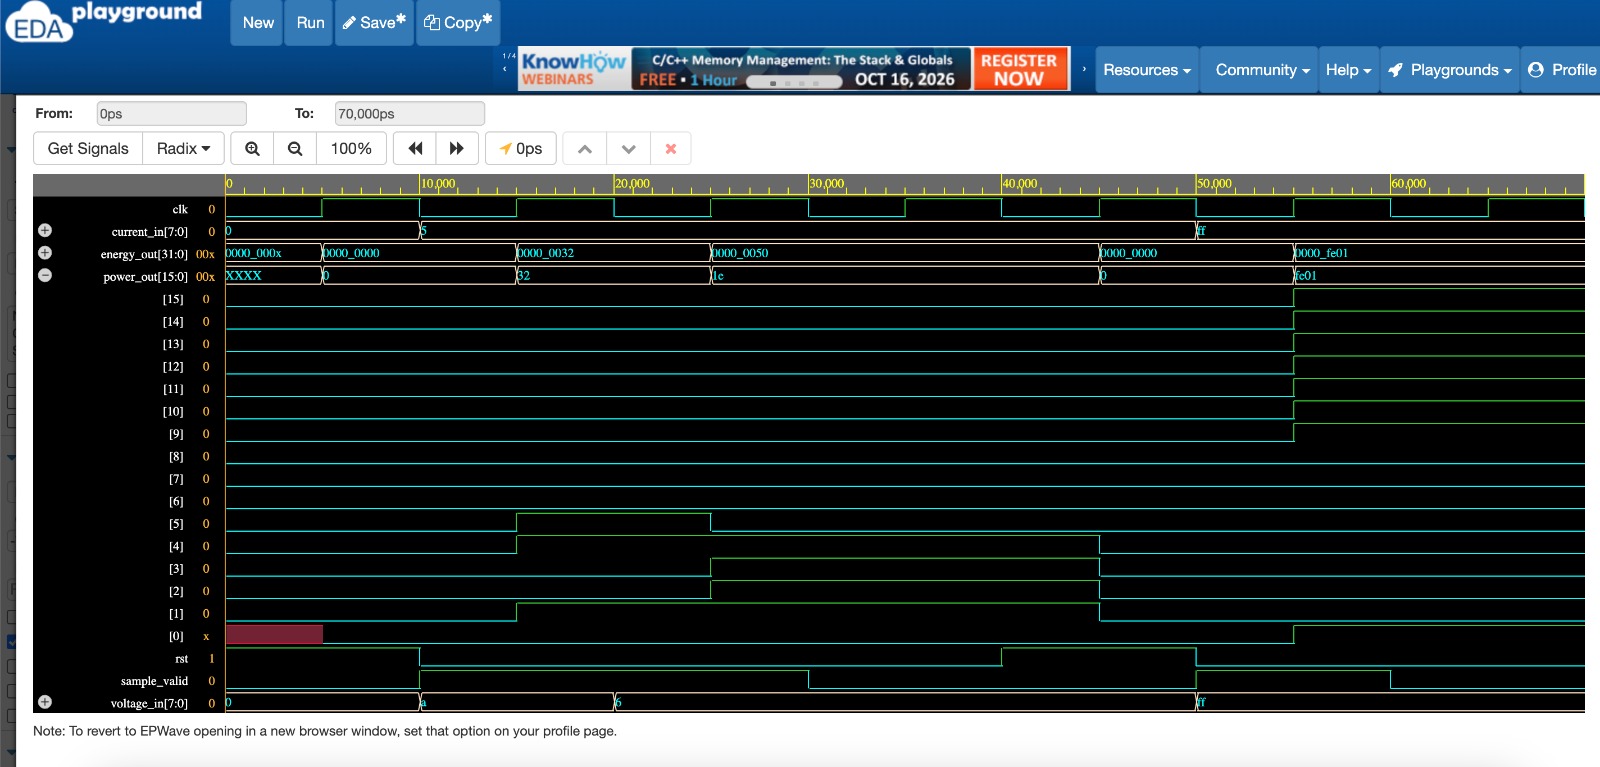 EDA playground
New Run Save* Copy*
1/4 KnowHow WEBINARS C/C++ Memory Management: The Stack & Globals FREE • 1 Hour OCT 16, 2026 REGISTER NOW
Resources Community Help Playgrounds Profile
From: 0ps To: 70,000ps
Get Signals Radix 100% 0ps
0 10,000 20,000 30,000 40,000 50,000 60,000
clk 0
current_in[7:0] 0 0 5 ff
energy_out[31:0] 00x 0000_000x 0000_0000 0000_0032 0000_0050 0000_0000 0000_fe01
power_out[15:0] 00x XXXX 0 32 1e 0 fe01
[15] 0
[14] 0
[13] 0
[12] 0
[11] 0
[10] 0
[9] 0
[8] 0
[7] 0
[6] 0
[5] 0
[4] 0
[3] 0
[2] 0
[1] 0
[0] x
rst 1
sample_valid 0
voltage_in[7:0] 0 0 a 6 ff
Note: To revert to EPWave opening in a new browser window, set that option on your profile page.